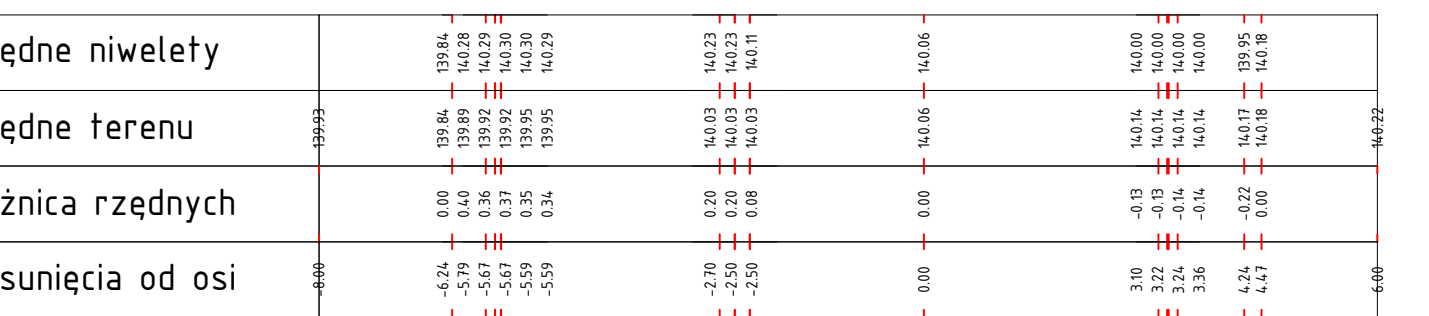 ędne niwelety 139.84 140.28 140.29 140.30 140.30 140.29 140.23 140.23 140.11 140.06 140.00 140.00 140.00 140.00 139.95 140.18
ędne terenu 139.93 139.84 139.89 139.92 139.92 139.95 139.95 140.03 140.03 140.03 140.06 140.14 140.14 140.14 140.14 140.17 140.18 140.22
żnica rzędnych 0.00 0.40 0.36 0.37 0.35 0.34 0.20 0.20 0.08 0.00 -0.13 -0.13 -0.14 -0.14 -0.22 0.00
sunięcia od osi -8.00 -6.24 -5.79 -5.67 -5.67 -5.59 -5.59 -2.70 -2.50 -2.50 0.00 3.10 3.22 3.24 3.36 4.24 4.47 6.00